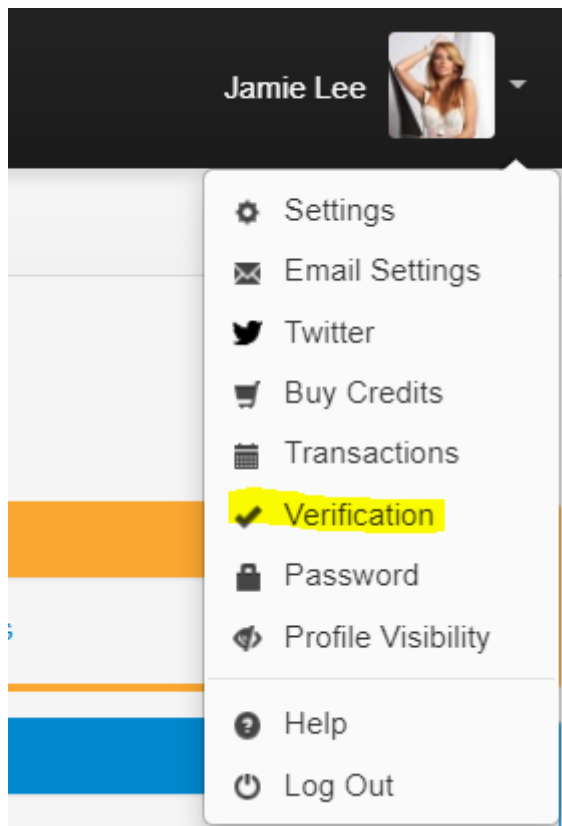 Jamie Lee
Settings
Email Settings
Twitter
Buy Credits
Transactions
Verification
Password
Profile Visibility
Help
Log Out
s